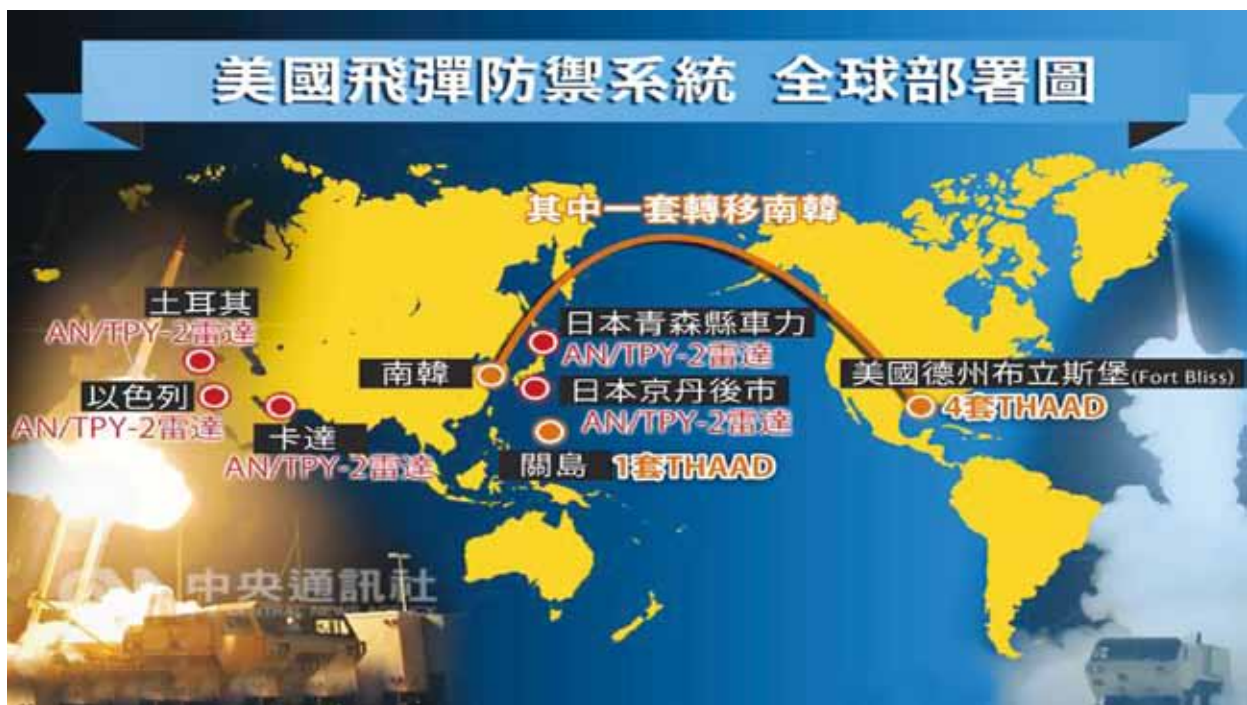 美國飛彈防禦系統 全球部署圖
其中一套轉移南韓
土耳其
AN/TPY-2雷達
以色列
AN/TPY-2雷達
卡達
AN/TPY-2雷達
南韓
日本青森縣車力
AN/TPY-2雷達
日本京丹後市
AN/TPY-2雷達
關島 1套THAAD
美國德州布立斯堡(Fort Bliss)
4套THAAD
中央通訊社